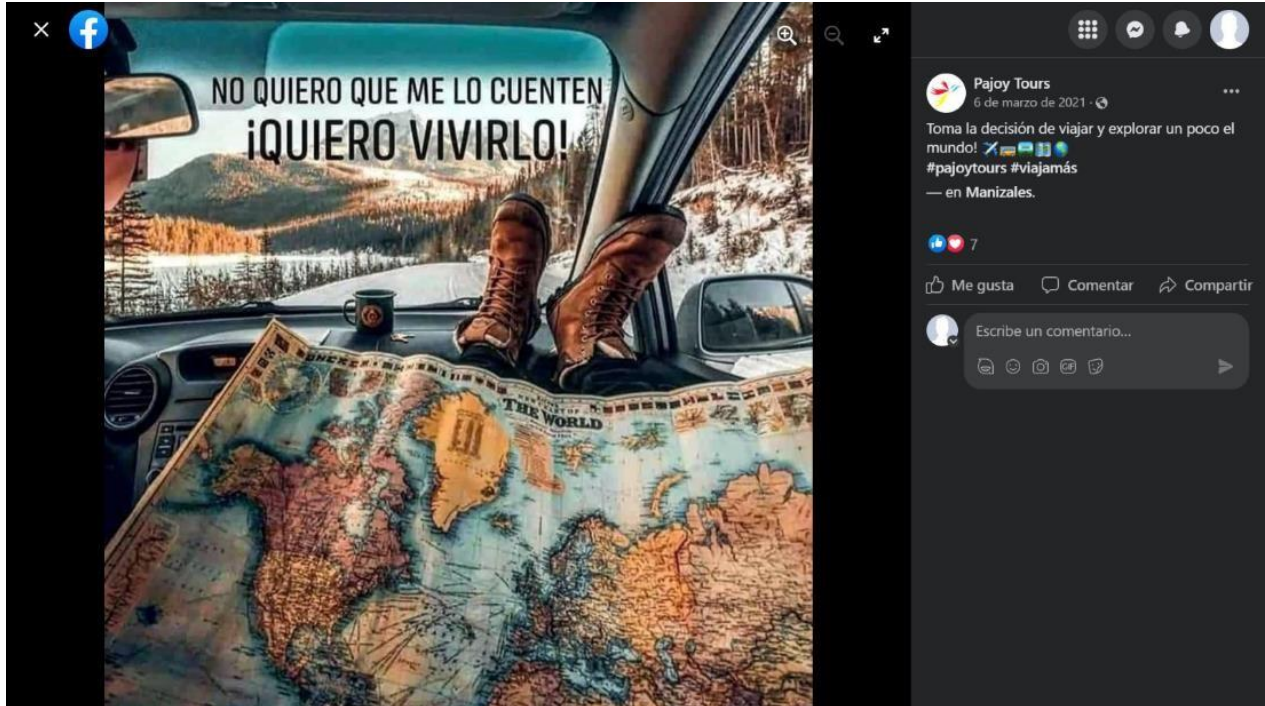 NO QUIERO QUE ME LO CUENTEN
¡QUIERO VIVIRLO!
THE WORLD
Pajoy Tours
6 de marzo de 2021 ·
Toma la decisión de viajar y explorar un poco el
mundo!
#pajoytours #viajamás
— en Manizales.
7
Me gusta
Comentar
Compartir
Escribe un comentario...
GIF